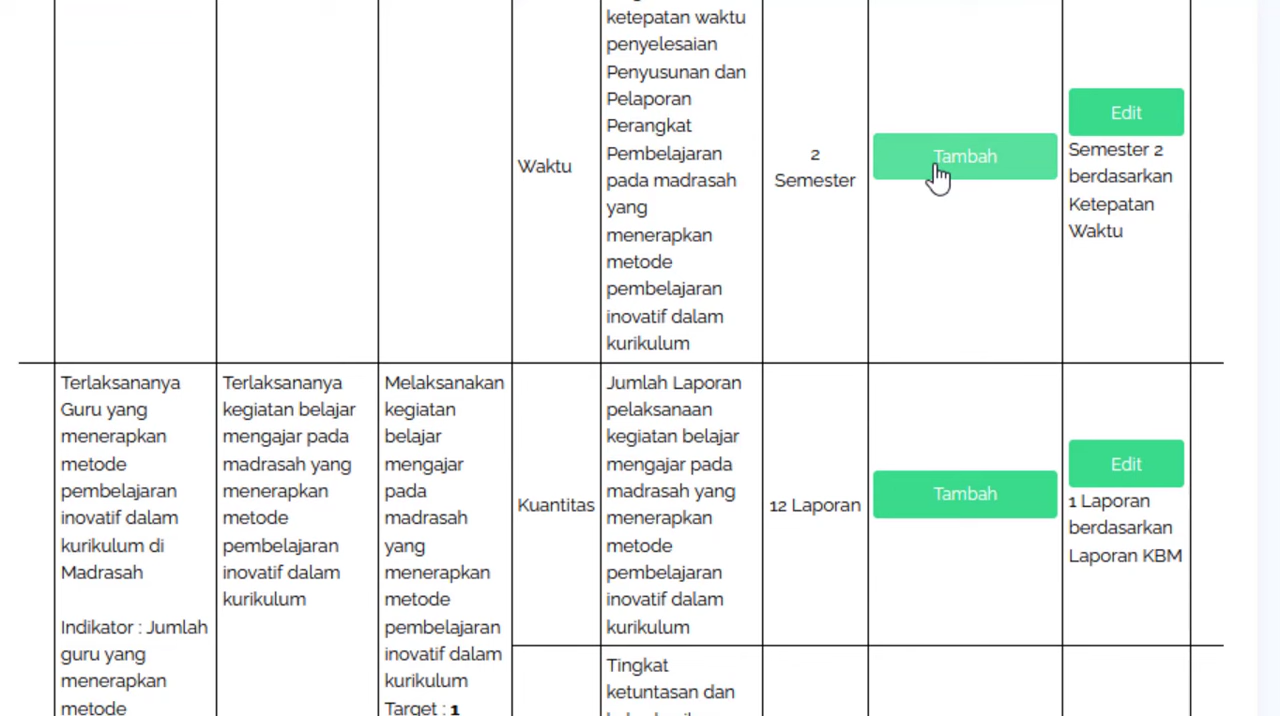 ketepatan waktu
penyelesaian
Penyusunan dan
Pelaporan
Perangkat
Pembelajaran
pada madrasah
yang
menerapkan
metode
pembelajaran
inovatif dalam
kurikulum
Waktu
2
Semester
Tambah
Edit
Semester 2
berdasarkan
Ketepatan
Waktu
Terlaksananya
Guru yang
menerapkan
metode
pembelajaran
inovatif dalam
kurikulum di
Madrasah
Indikator : Jumlah
guru yang
menerapkan
metode
Terlaksananya
kegiatan belajar
mengajar pada
madrasah yang
menerapkan
metode
pembelajaran
inovatif dalam
kurikulum
Melaksanakan
kegiatan
belajar
mengajar
pada
madrasah
yang
menerapkan
metode
pembelajaran
inovatif dalam
kurikulum
Target : 1
Kuantitas
Jumlah Laporan
pelaksanaan
kegiatan belajar
mengajar pada
madrasah yang
menerapkan
metode
pembelajaran
inovatif dalam
kurikulum
12 Laporan
Tambah
Edit
1 Laporan
berdasarkan
Laporan KBM
Tingkat
ketuntasan dan